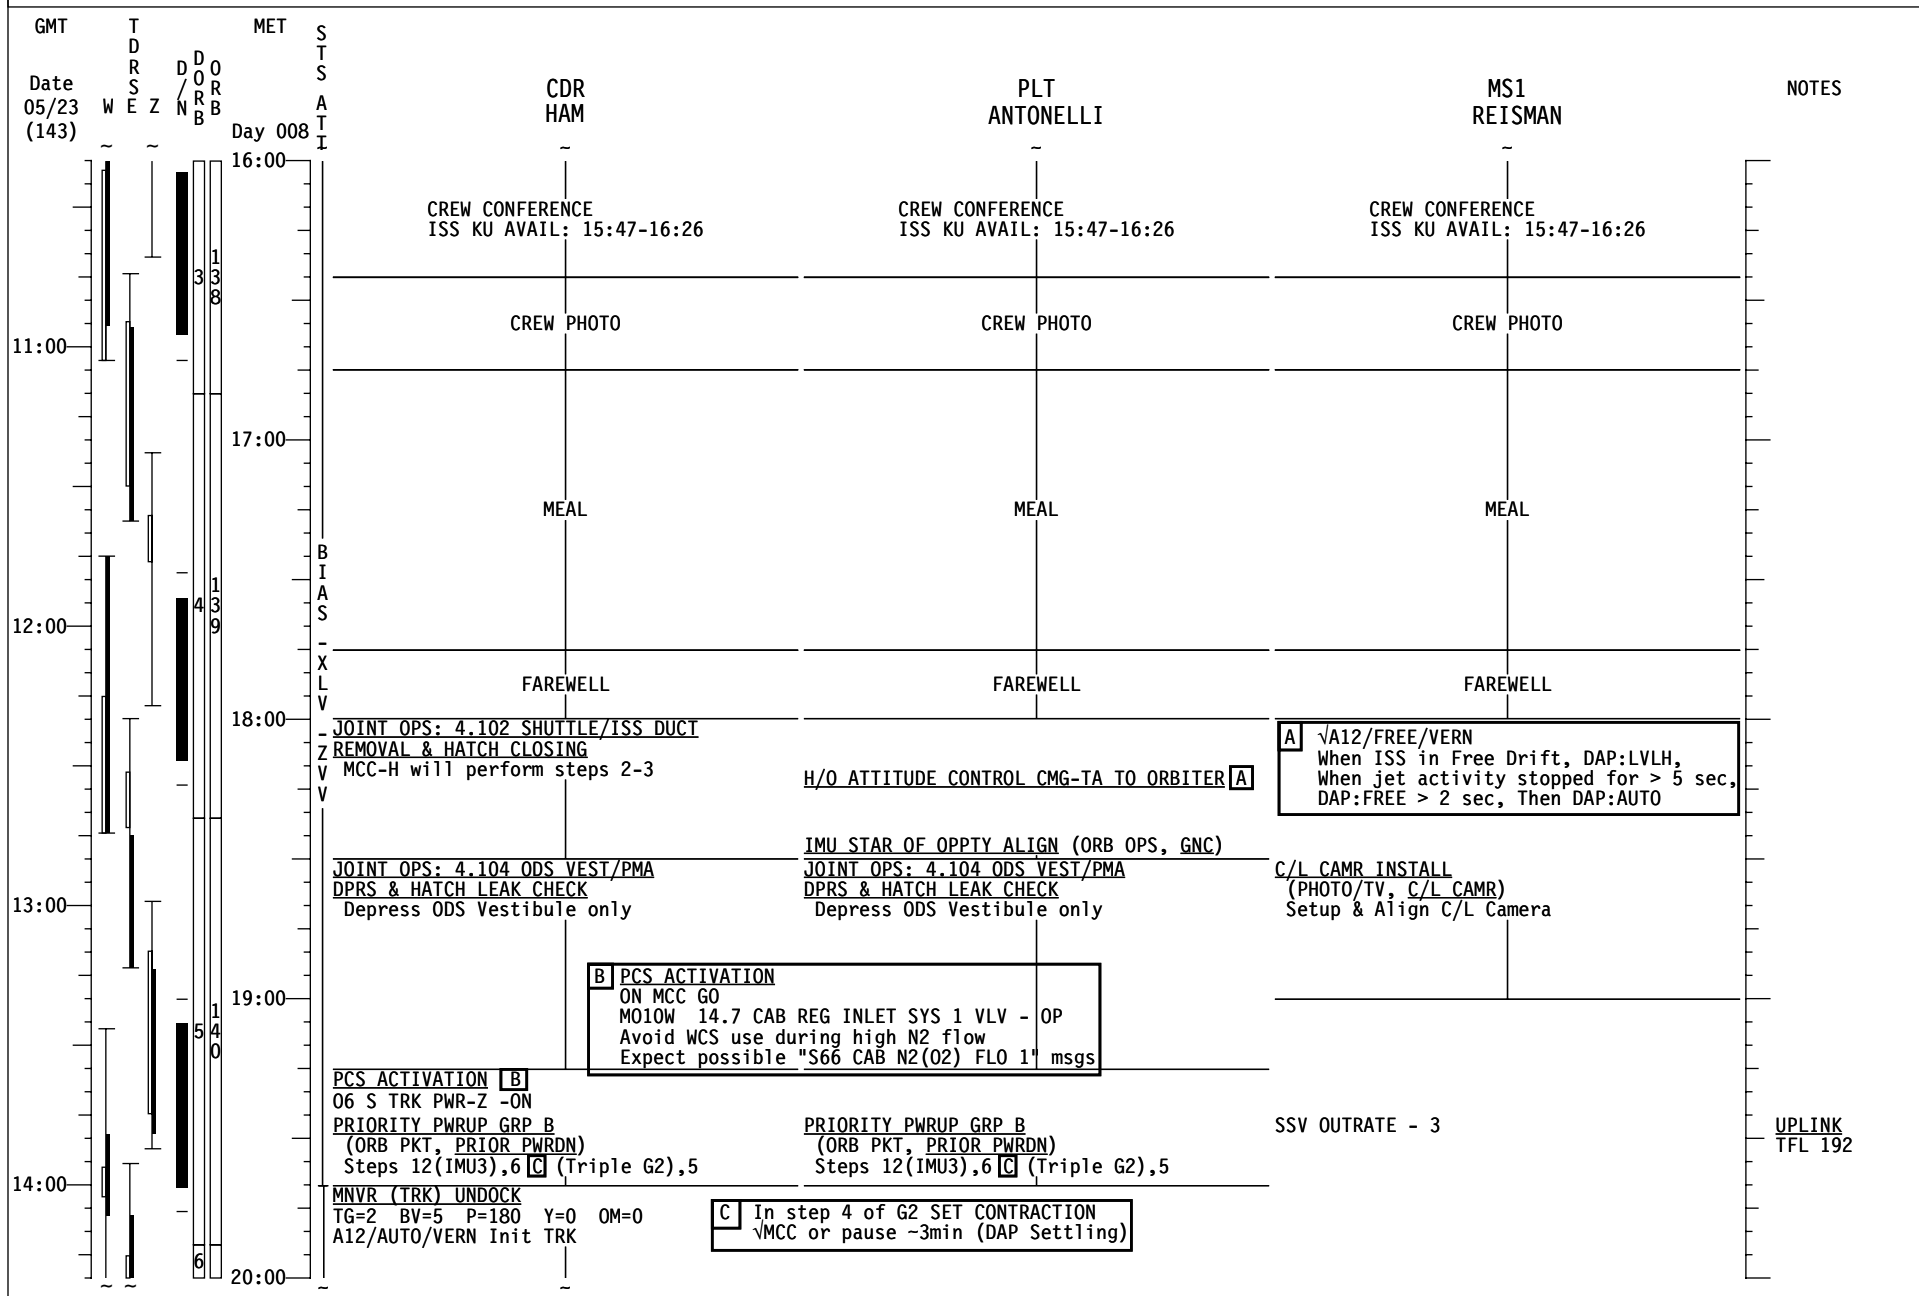 GMT
TDRS
MET
STS ATT
Date
05/23
(143)
W E Z
D/N
DORB
ORB
Day 008
CDR
HAM
PLT
ANTONELLI
MS1
REISMAN
NOTES
~ ~ ~ ~ ~
16:00
CREW CONFERENCE
ISS KU AVAIL: 15:47-16:26
CREW CONFERENCE
ISS KU AVAIL: 15:47-16:26
CREW CONFERENCE
ISS KU AVAIL: 15:47-16:26
3
138
CREW PHOTO
CREW PHOTO
CREW PHOTO
11:00
17:00
MEAL
MEAL
MEAL
BIAS -XLV -ZVV
4
139
12:00
FAREWELL
FAREWELL
FAREWELL
18:00
JOINT OPS: 4.102 SHUTTLE/ISS DUCT
REMOVAL & HATCH CLOSING
MCC-H will perform steps 2-3
H/O ATTITUDE CONTROL CMG-TA TO ORBITER A
A √A12/FREE/VERN
When ISS in Free Drift, DAP:LVLH,
When jet activity stopped for > 5 sec,
DAP:FREE > 2 sec, Then DAP:AUTO
IMU STAR OF OPPTY ALIGN (ORB OPS, GNC)
JOINT OPS: 4.104 ODS VEST/PMA
DPRS & HATCH LEAK CHECK
Depress ODS Vestibule only
JOINT OPS: 4.104 ODS VEST/PMA
DPRS & HATCH LEAK CHECK
Depress ODS Vestibule only
C/L CAMR INSTALL
(PHOTO/TV, C/L CAMR)
Setup & Align C/L Camera
13:00
19:00
B PCS ACTIVATION
ON MCC GO
MO10W 14.7 CAB REG INLET SYS 1 VLV - OP
Avoid WCS use during high N2 flow
Expect possible "S66 CAB N2(O2) FLO 1" msgs
5
140
PCS ACTIVATION B
O6 S TRK PWR-Z -ON
PRIORITY PWRUP GRP B
(ORB PKT, PRIOR PWRDN)
Steps 12(IMU3),6 C (Triple G2),5
PRIORITY PWRUP GRP B
(ORB PKT, PRIOR PWRDN)
Steps 12(IMU3),6 C (Triple G2),5
SSV OUTRATE - 3
UPLINK
TFL 192
14:00
MNVR (TRK) UNDOCK
TG=2 BV=5 P=180 Y=0 OM=0
A12/AUTO/VERN Init TRK
C In step 4 of G2 SET CONTRACTION
√MCC or pause ~3min (DAP Settling)
6
20:00
~ ~ ~ ~